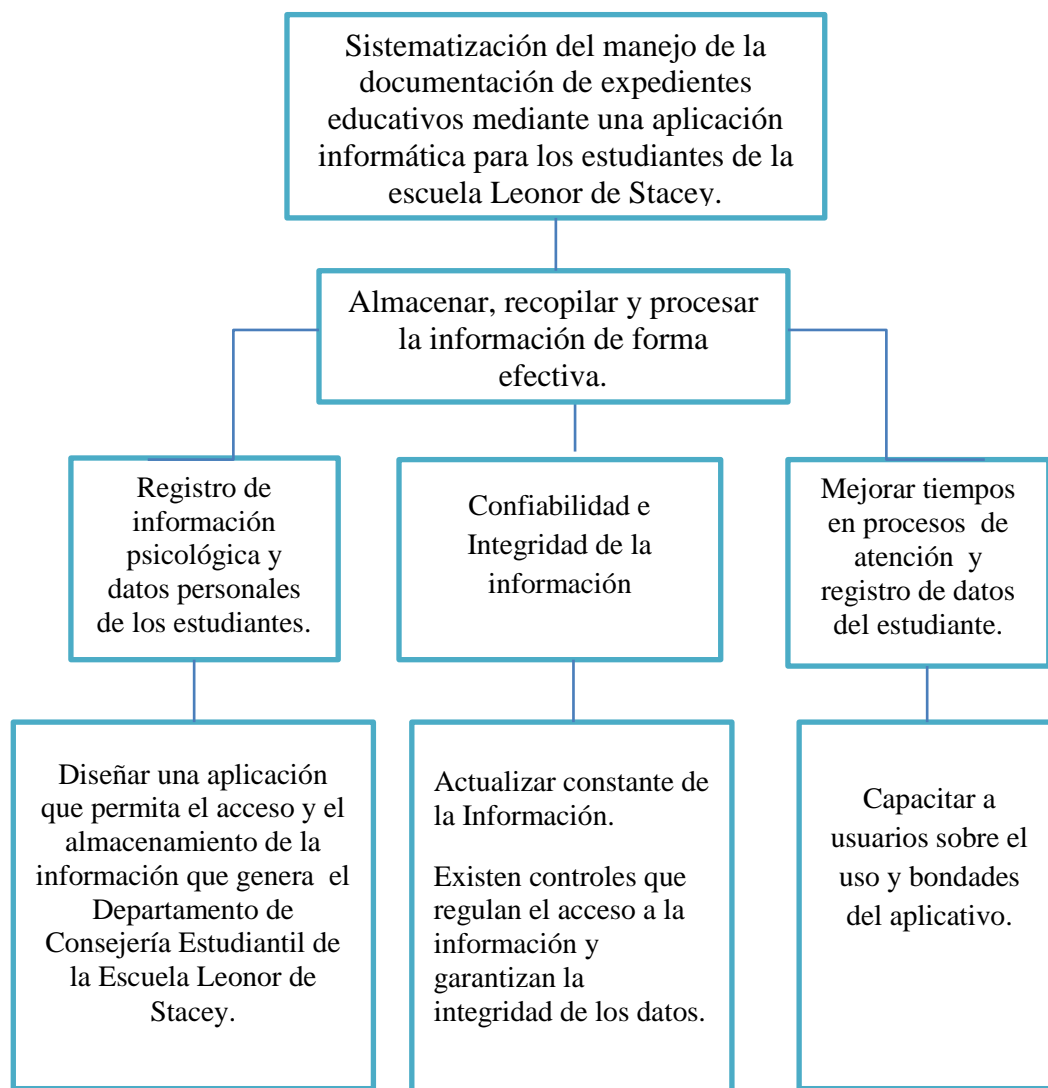 Sistematización del manejo de la
documentación de expedientes
educativos mediante una aplicación
informática para los estudiantes de la
escuela Leonor de Stacey.
Almacenar, recopilar y procesar
la información de forma
efectiva.
Registro de
información
psicológica y
datos personales
de los estudiantes.
Confiabilidad e
Integridad de la
información
Mejorar tiempos
en procesos  de
atención  y
registro de datos
del estudiante.
Diseñar una aplicación
que permita el acceso y el
almacenamiento de la
información que genera  el
Departamento de
Consejería Estudiantil de
la Escuela Leonor de
Stacey.
Actualizar constante de
la Información.
Existen controles que
regulan el acceso a la
información y
garantizan la
integridad de los datos.
Capacitar a
usuarios sobre el
uso y bondades
del aplicativo.